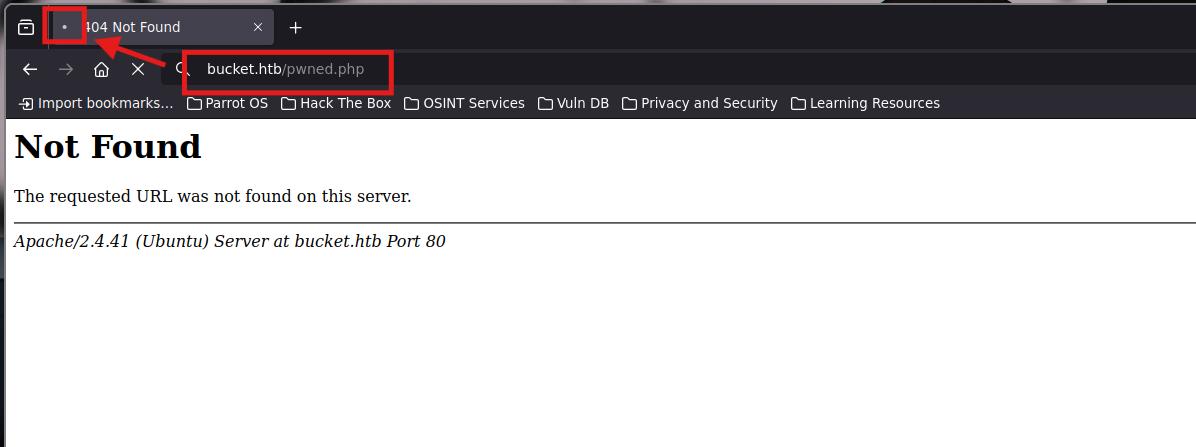 404 Not Found
bucket.htb/pwned.php
Import bookmarks... Parrot OS Hack The Box OSINT Services Vuln DB Privacy and Security Learning Resources
Not Found
The requested URL was not found on this server.
Apache/2.4.41 (Ubuntu) Server at bucket.htb Port 80